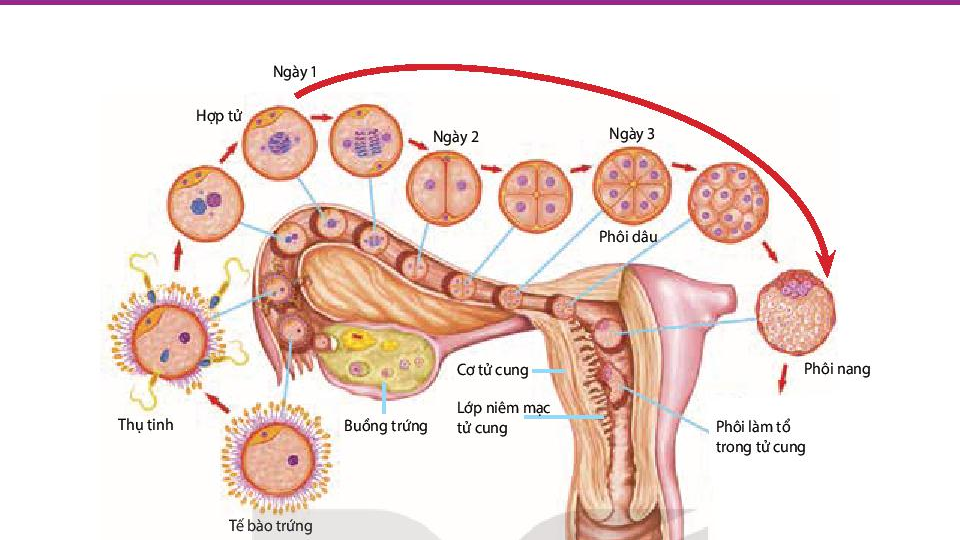 Ngày 1
Hợp tử
Ngày 2
Ngày 3
Phôi dâu
Phôi nang
Cơ tử cung
Lớp niêm mạc
tử cung
Phôi làm tổ
trong tử cung
Thụ tinh
Buồng trứng
Tế bào trứng